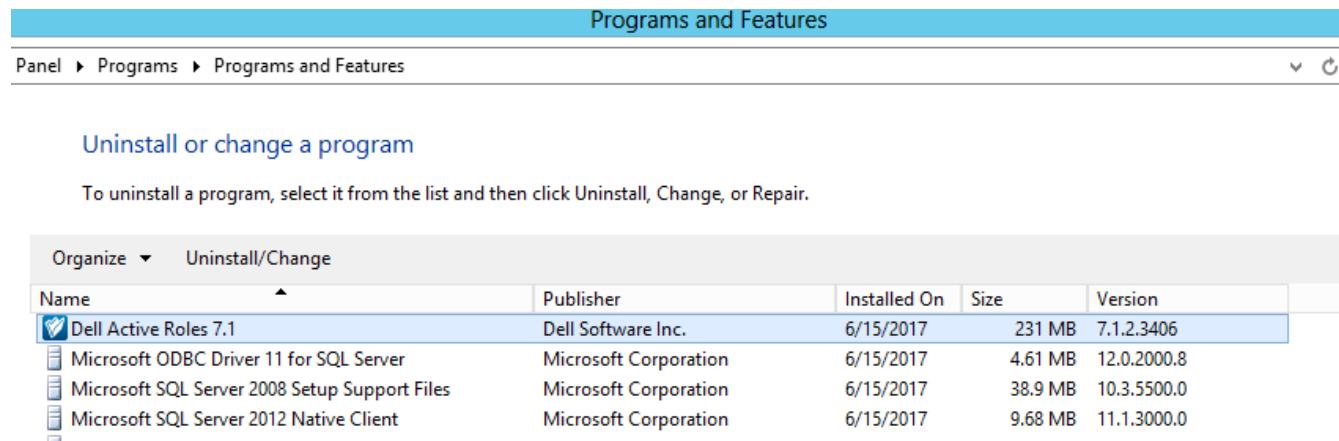 Programs and Features
Panel Programs Programs and Features
Uninstall or change a program
To uninstall a program, select it from the list and then click Uninstall, Change, or Repair.
Organize Uninstall/Change
Name Publisher Installed On Size Version
Dell Active Roles 7.1 Dell Software Inc. 6/15/2017 231 MB 7.1.2.3406
Microsoft ODBC Driver 11 for SQL Server Microsoft Corporation 6/15/2017 4.61 MB 12.0.2000.8
Microsoft SQL Server 2008 Setup Support Files Microsoft Corporation 6/15/2017 38.9 MB 10.3.5500.0
Microsoft SQL Server 2012 Native Client Microsoft Corporation 6/15/2017 9.68 MB 11.1.3000.0